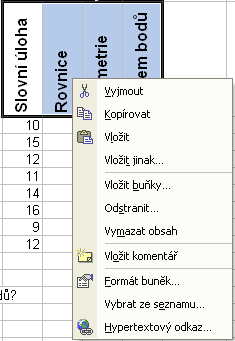 Slovní úloha
Rovnice
metrie
em bodů
10
15
12
11
14
16
9
12
dů?
Vyjmout
Kopírovat
Vložit
Vložit jinak...
Vložit buňky...
Odstranit...
Vymazat obsah
Vložit komentář
Formát buněk...
Vybrat ze seznamu...
Hypertextový odkaz...